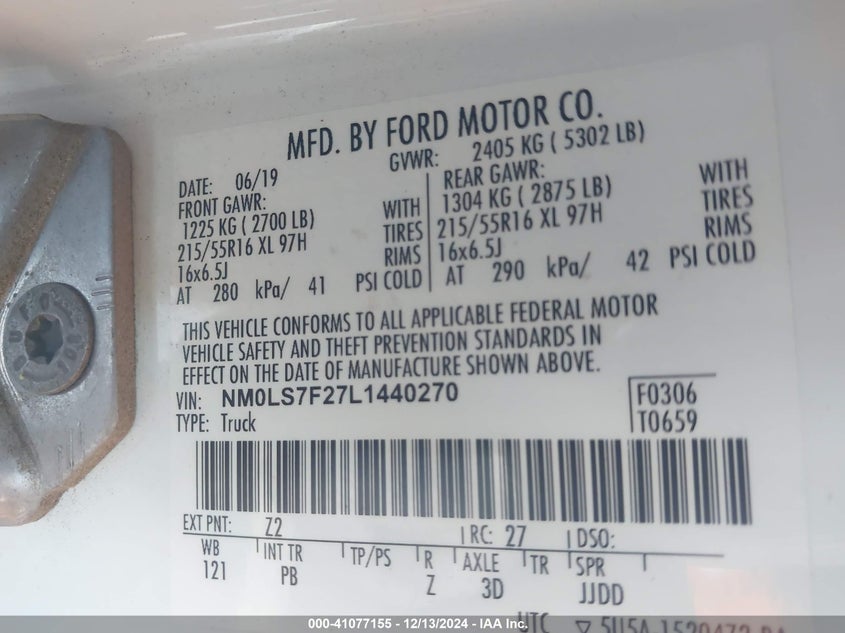 MFD. BY FORD MOTOR CO.
DATE: 06/19 GVWR: 2405 KG ( 5302 LB)
FRONT GAWR: REAR GAWR:
1225 KG ( 2700 LB) WITH 1304 KG ( 2875 LB) WITH
215/55R16 XL 97H TIRES 215/55R16 XL 97H TIRES
16x6.5J RIMS 16x6.5J RIMS
AT 280 kPa/ 41 PSI COLD AT 290 kPa/ 42 PSI COLD
THIS VEHICLE CONFORMS TO ALL APPLICABLE FEDERAL MOTOR
VEHICLE SAFETY AND THEFT PREVENTION STANDARDS IN
EFFECT ON THE DATE OF MANUFACTURE SHOWN ABOVE.
VIN: NM0LS7F27L1440270 F0306
TYPE: Truck T0659
EXT PNT: Z2 RC: 27 DSO:
WB INT TR TP/PS R AXLE TR SPR
121 PB Z 3D JJDD
UTC
000-41077155 - 12/13/2024 - IAA Inc.